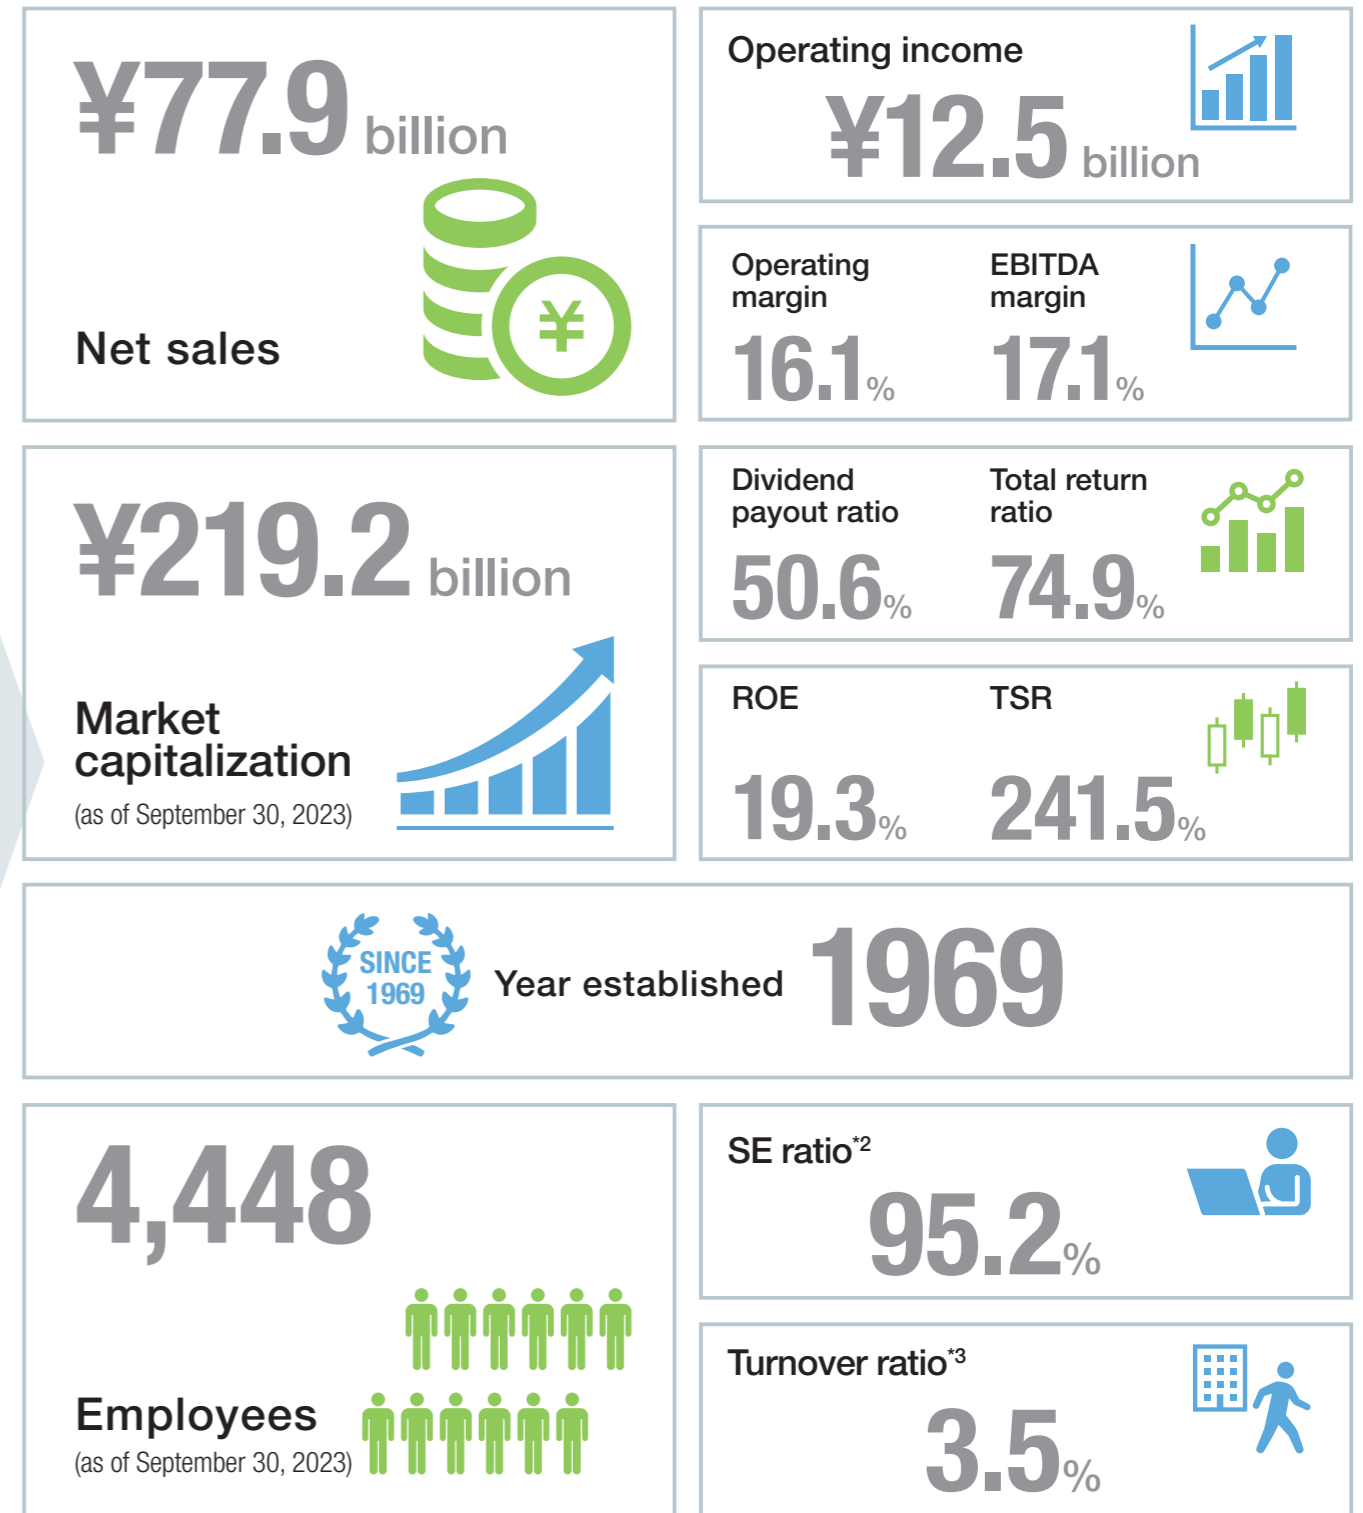 ¥77.9 billion
¥
Net sales
Operating income
¥12.5 billion
Operating
margin
16.1%
EBITDA
margin
17.1%
¥219.2 billion
Market
capitalization
(as of September 30, 2023)
Dividend
payout ratio
50.6%
Total return
ratio
74.9%
ROE
19.3%
TSR
241.5%
SINCE
1969
Year established 1969
4,448
Employees
(as of September 30, 2023)
SE ratio*2
95.2%
Turnover ratio*3
3.5%